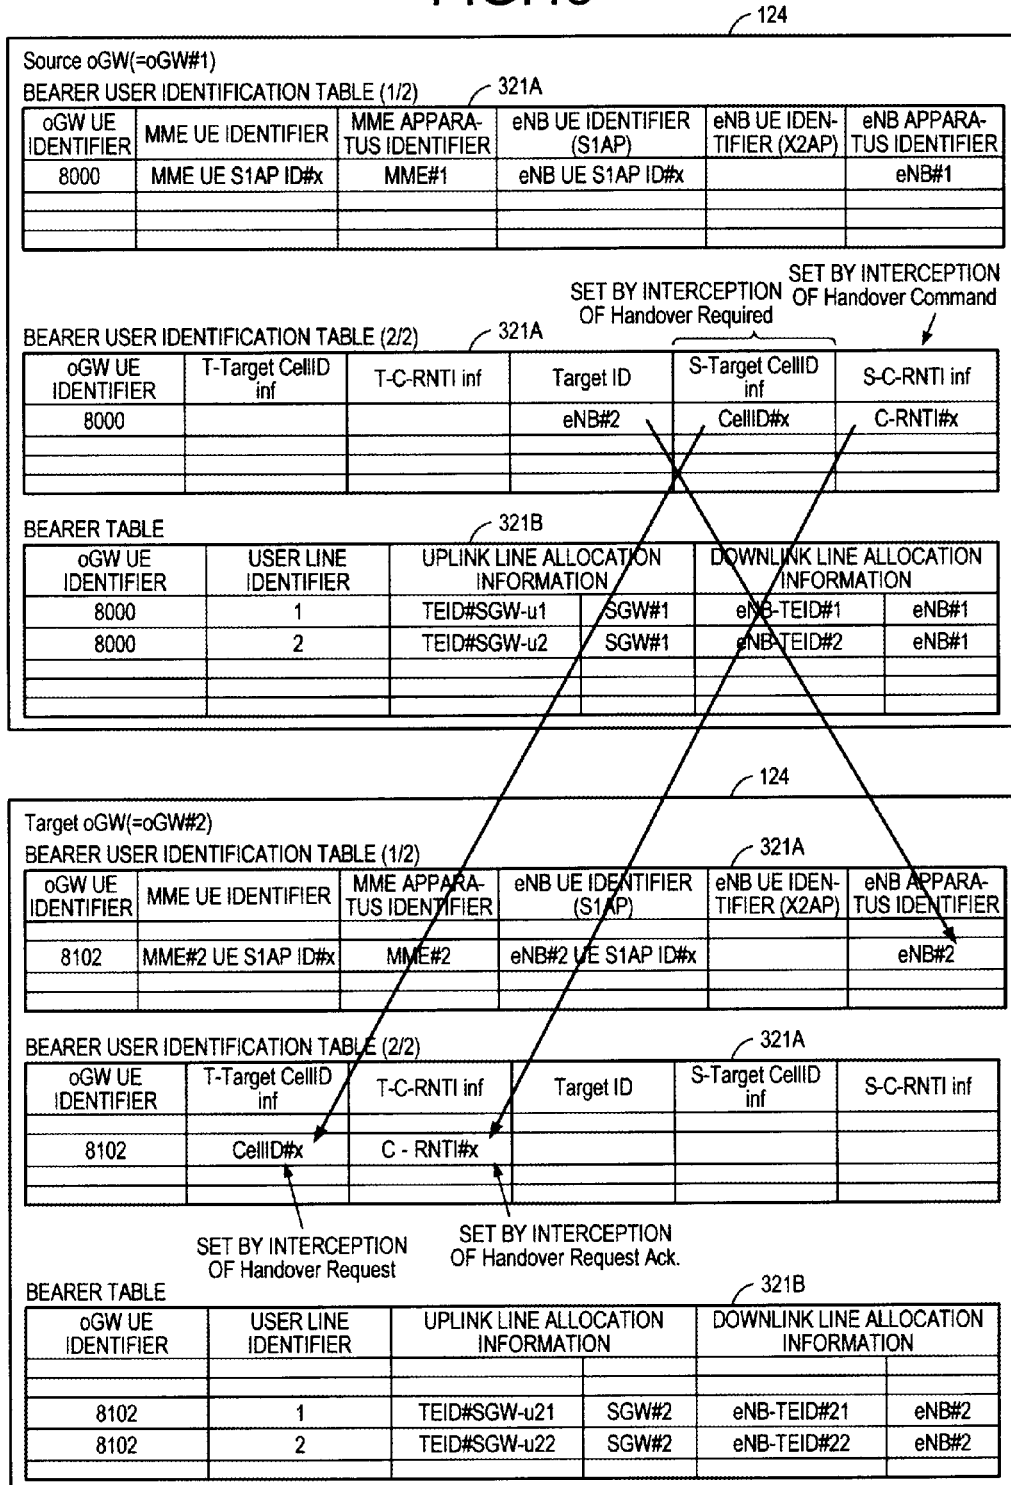 124
Source oGW(=oGW#1)
BEARER USER IDENTIFICATION TABLE (1/2)
321A
oGW UE IDENTIFIER MME UE IDENTIFIER MME APPARA-TUS IDENTIFIER eNB UE IDENTIFIER (S1AP) eNB UE IDEN-TIFIER (X2AP) eNB APPARA-TUS IDENTIFIER
8000 MME UE S1AP ID#x MME#1 eNB UE S1AP ID#x eNB#1
SET BY INTERCEPTION
OF Handover Required
SET BY INTERCEPTION
OF Handover Command
BEARER USER IDENTIFICATION TABLE (2/2)
321A
oGW UE IDENTIFIER T-Target CellID inf T-C-RNTI inf Target ID S-Target CellID inf S-C-RNTI inf
8000 eNB#2 CellID#x C-RNTI#x
BEARER TABLE
321B
oGW UE IDENTIFIER USER LINE IDENTIFIER UPLINK LINE ALLOCATION INFORMATION DOWNLINK LINE ALLOCATION INFORMATION
8000 1 TEID#SGW-u1 SGW#1 eNB-TEID#1 eNB#1
8000 2 TEID#SGW-u2 SGW#1 eNB-TEID#2 eNB#1
124
Target oGW(=oGW#2)
BEARER USER IDENTIFICATION TABLE (1/2)
321A
oGW UE IDENTIFIER MME UE IDENTIFIER MME APPARA-TUS IDENTIFIER eNB UE IDENTIFIER (S1AP) eNB UE IDEN-TIFIER (X2AP) eNB APPARA-TUS IDENTIFIER
8102 MME#2 UE S1AP ID#x MME#2 eNB#2 UE S1AP ID#x eNB#2
BEARER USER IDENTIFICATION TABLE (2/2)
321A
oGW UE IDENTIFIER T-Target CellID inf T-C-RNTI inf Target ID S-Target CellID inf S-C-RNTI inf
8102 CellID#x C - RNTI#x
SET BY INTERCEPTION
OF Handover Request
SET BY INTERCEPTION
OF Handover Request Ack.
BEARER TABLE
321B
oGW UE IDENTIFIER USER LINE IDENTIFIER UPLINK LINE ALLOCATION INFORMATION DOWNLINK LINE ALLOCATION INFORMATION
8102 1 TEID#SGW-u21 SGW#2 eNB-TEID#21 eNB#2
8102 2 TEID#SGW-u22 SGW#2 eNB-TEID#22 eNB#2